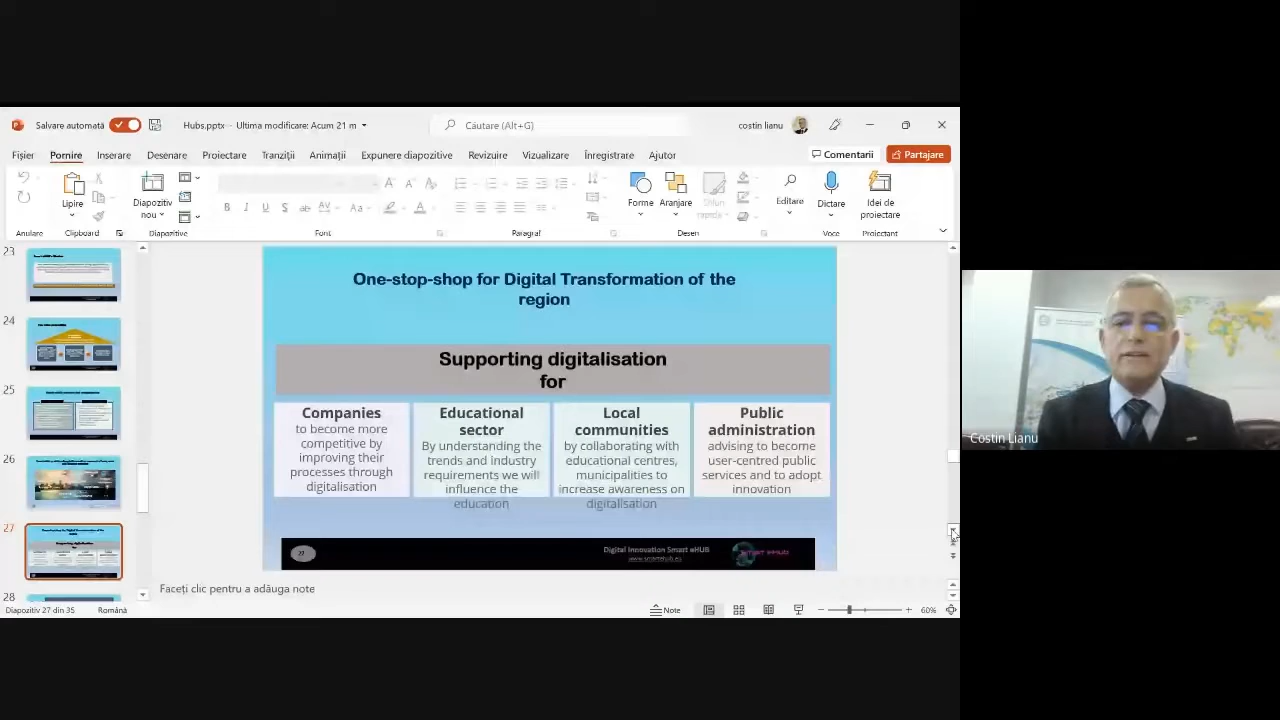 Salvare automată
Hubs.pptx
Ultima modificare: Acum 21 m
Căutare (Alt+G)
costin lianu
Fișier
Pornire
Inserare
Desenare
Proiectare
Tranziții
Animații
Expunere diapozitive
Revizuire
Vizualizare
Înregistrare
Ajutor
Comentarii
Partajare
Lipire
Diapozitiv
nou
Forme
Aranjare
Editare
Dictare
Idei de
proiectare
Anulare
Clipboard
Diapozitive
Font
Paragraf
Desen
Voce
Proiectant
23
24
25
26
27
28
One-stop-shop for Digital Transformation of the
region
Supporting digitalisation
for
Companies
to become more
competitive by
improving their
processes through
digitalisation
Educational
sector
By understanding the
trends and industry
requirements we will
influence the
education
Local
communities
by collaborating with
educational centres,
municipalities to
increase awareness on
digitalisation
Public
administration
advising to become
user-centred public
services and to adopt
innovation
27
Digital Innovation Smart eHUB
www.smartehub.eu
SMART eHUB
Faceți clic pentru a adăuga note
Diapozitiv 27 din 35
Română
Note
60%
Costin Lianu